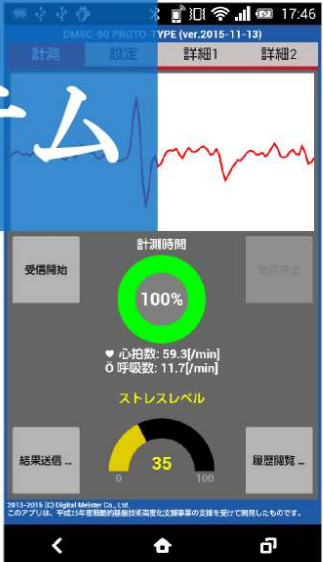 17:46
DMSC-00 PROTO-TYPE (ver.2015-11-13)
計測 設定 詳細1 詳細2
テム
計測時間
受信開始 受信停止
100%
♥ 心拍数: 59.3[/min]
Ö 呼吸数: 11.7[/min]
ストレスレベル
結果送信 ... 35 履歴閲覧 ...
0 100
2013-2015 (C) Digital Meister Co., Ltd.
このアプリは、平成25年度戦略的基盤技術高度化支援事業の支援を受けて開発したものです。